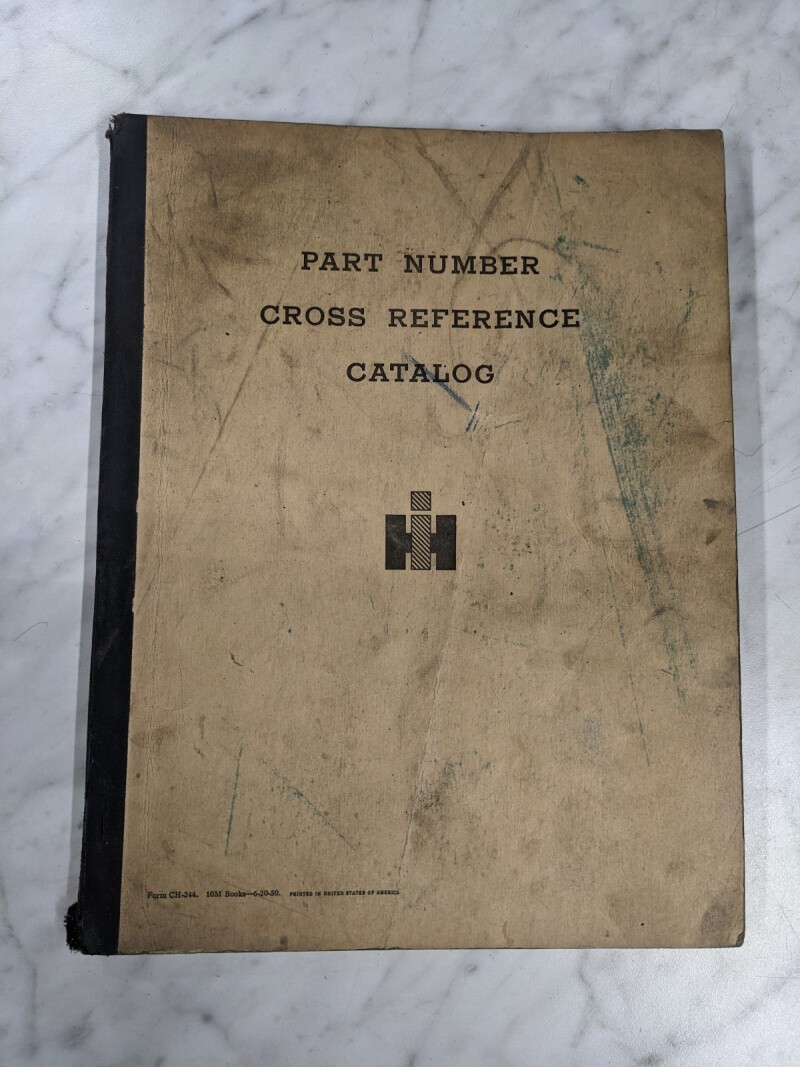 PART NUMBER
CROSS REFERENCE
CATALOG
IH
Form CH-244. 10M Books—6-20-50. PRINTED IN UNITED STATES OF AMERICA